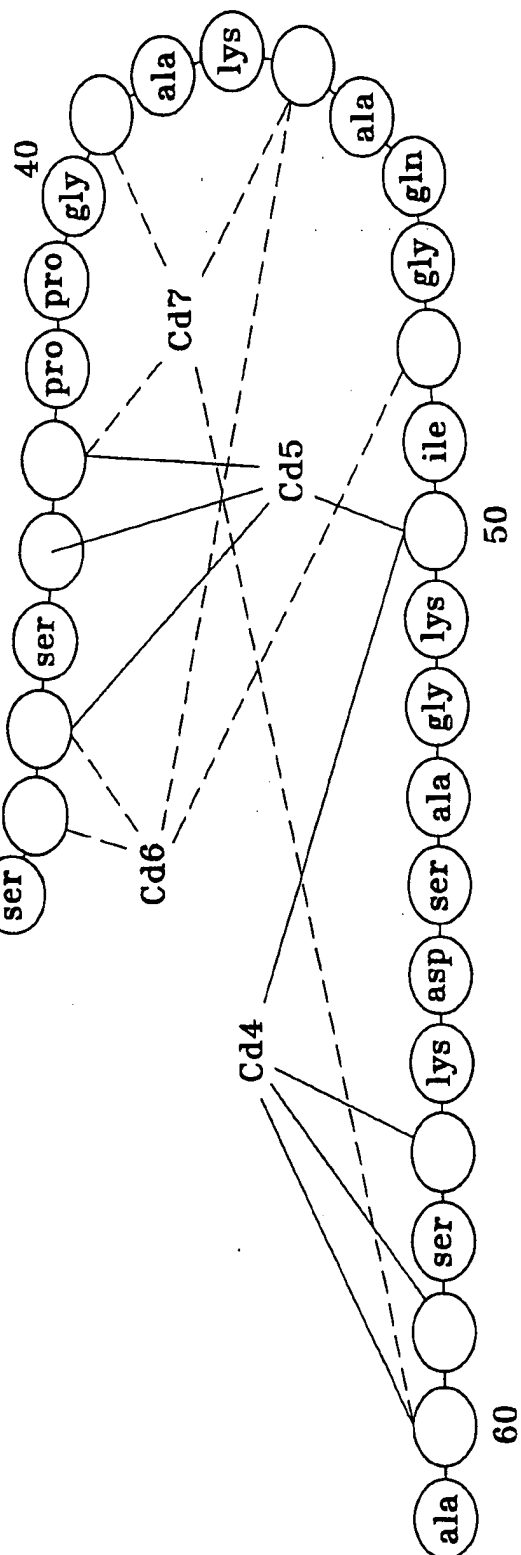 ser
ser
pro
pro
gly
40
ala
lys
ala
gln
gly
ile
50
lys
gly
ala
ser
asp
lys
ser
60
ala
Cd7
Cd5
Cd6
Cd4